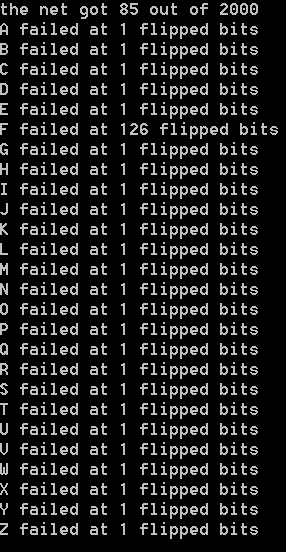 the net got 85 out of 2000
A failed at 1 flipped bits
B failed at 1 flipped bits
C failed at 1 flipped bits
D failed at 1 flipped bits
E failed at 1 flipped bits
F failed at 126 flipped bits
G failed at 1 flipped bits
H failed at 1 flipped bits
I failed at 1 flipped bits
J failed at 1 flipped bits
K failed at 1 flipped bits
L failed at 1 flipped bits
M failed at 1 flipped bits
N failed at 1 flipped bits
O failed at 1 flipped bits
P failed at 1 flipped bits
Q failed at 1 flipped bits
R failed at 1 flipped bits
S failed at 1 flipped bits
T failed at 1 flipped bits
U failed at 1 flipped bits
V failed at 1 flipped bits
W failed at 1 flipped bits
X failed at 1 flipped bits
Y failed at 1 flipped bits
Z failed at 1 flipped bits